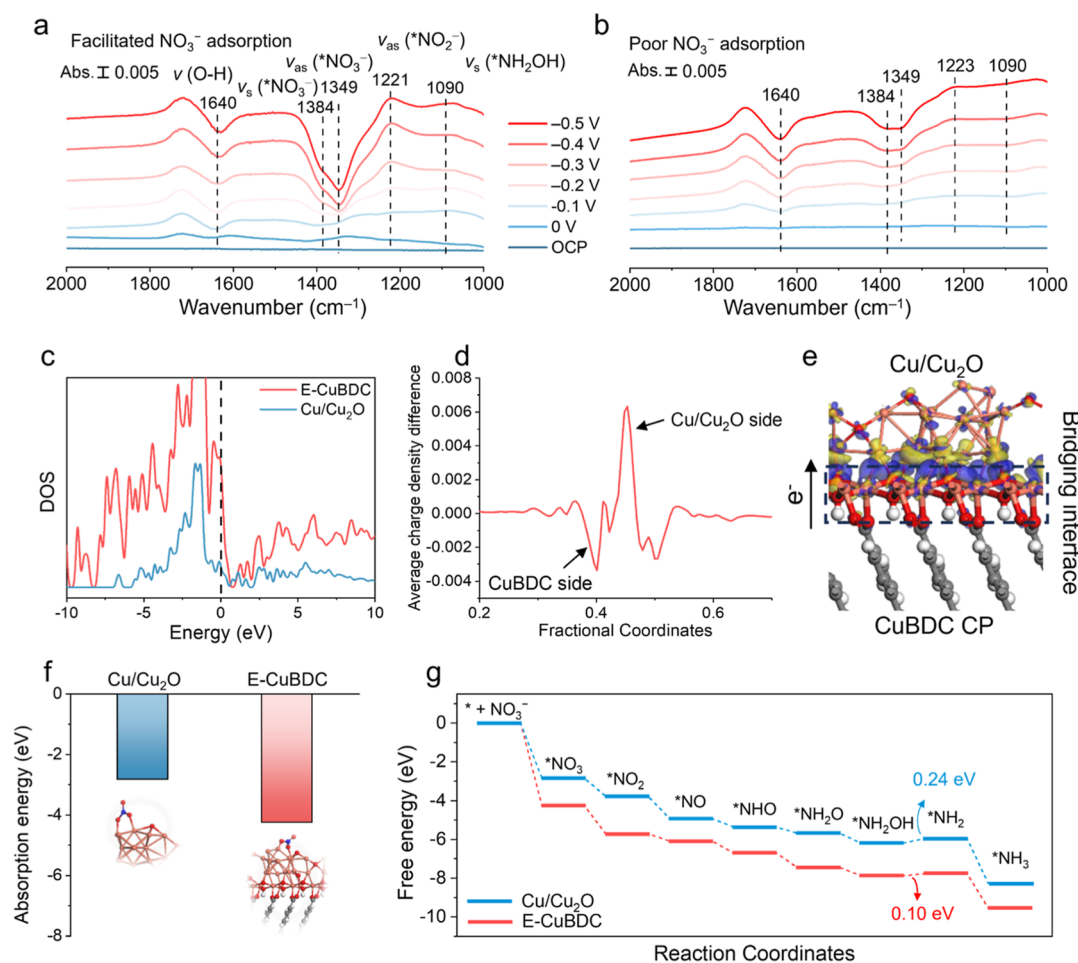 a
Facilitated NO₃⁻ adsorption
Abs. 0.005
ν (O-H)
νₛ (*NO₃⁻)
νₐₛ (*NO₃⁻)
νₐₛ (*NO₂⁻)
νₛ (*NH₂OH)
1640
1384
1349
1221
1090
–0.5 V
–0.4 V
–0.3 V
–0.2 V
-0.1 V
0 V
OCP
2000 1800 1600 1400 1200 1000
Wavenumber (cm⁻¹)
b
Poor NO₃⁻ adsorption
Abs. 0.005
1640
1384
1349
1223
1090
2000 1800 1600 1400 1200 1000
Wavenumber (cm⁻¹)
c
E-CuBDC
Cu/Cu₂O
DOS
-10 -5 0 5 10
Energy (eV)
d
Average charge density difference
0.008
0.006
0.004
0.002
0.000
-0.002
-0.004
Cu/Cu₂O side
CuBDC side
0.2 0.4 0.6
Fractional Coordinates
e
Cu/Cu₂O
e⁻
Bridging interface
CuBDC CP
f
Cu/Cu₂O E-CuBDC
Absorption energy (eV)
0
-2
-4
-6
-8
g
Free energy (eV)
0
-2
-4
-6
-8
-10
* + NO₃⁻
*NO₃
*NO₂
*NO
*NHO
*NH₂O
*NH₂OH
*NH₂
*NH₃
0.24 eV
0.10 eV
Cu/Cu₂O
E-CuBDC
Reaction Coordinates